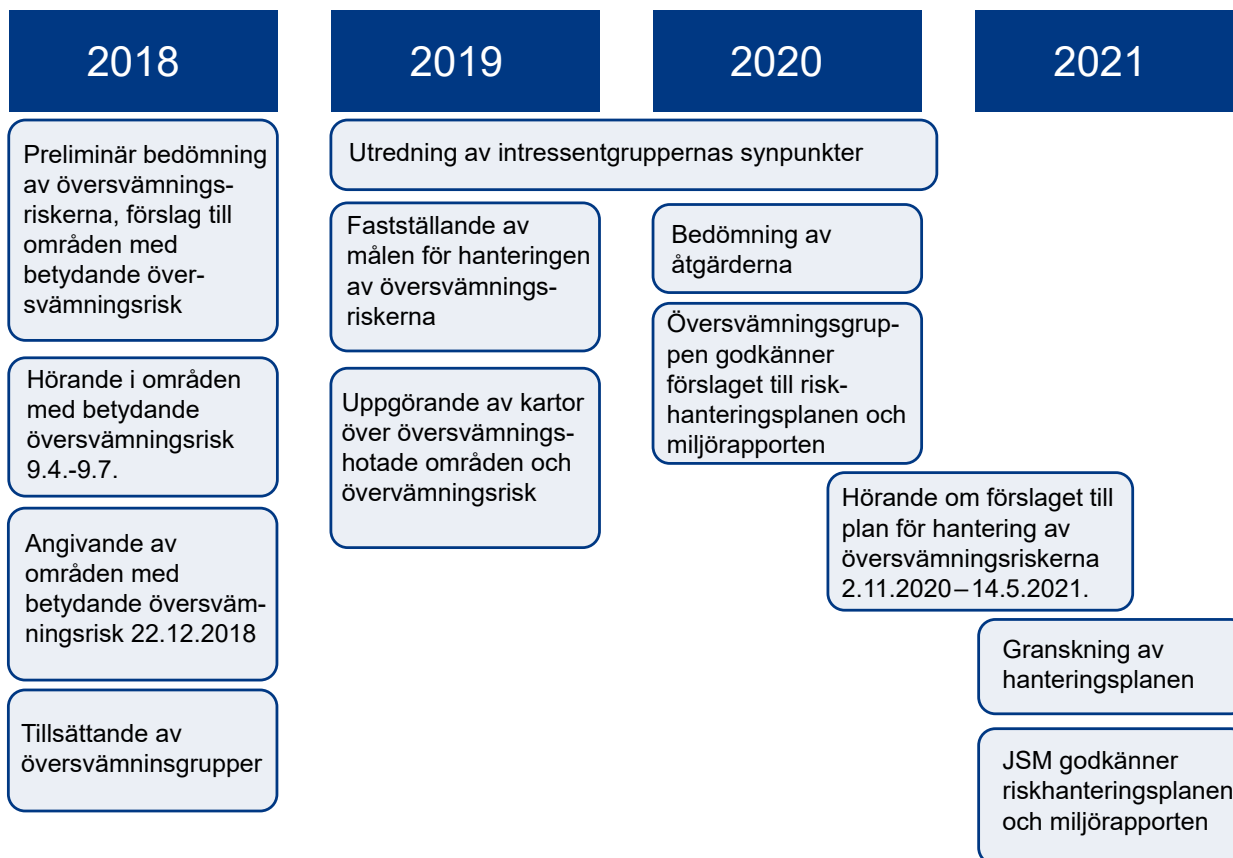 2018
Preliminär bedömning
av översvämnings-
riskerna, förslag till
områden med
betydande över-
svämningsrisk
Hörande i områden
med betydande
översvämningsrisk
9.4.-9.7.
Angivande av
områden med
betydande översväm-
ningsrisk 22.12.2018
Tillsättande av
översvämninsgrupper
2019
2020
Utredning av intressentgruppernas synpunkter
Fastställande av
målen för hanteringen
av översvämnings-
riskerna
Uppgörande av kartor
över översvämnings-
hotade områden och
övervämningsrisk
Bedömning av
åtgärderna
Översvämningsgrup-
pen godkänner
förslaget till risk-
hanteringsplanen och
miljörapporten
Hörande om förslaget till
plan för hantering av
översvämningsriskerna
2.11.2020–14.5.2021.
2021
Granskning av
hanteringsplanen
JSM godkänner
riskhanteringsplanen
och miljörapporten